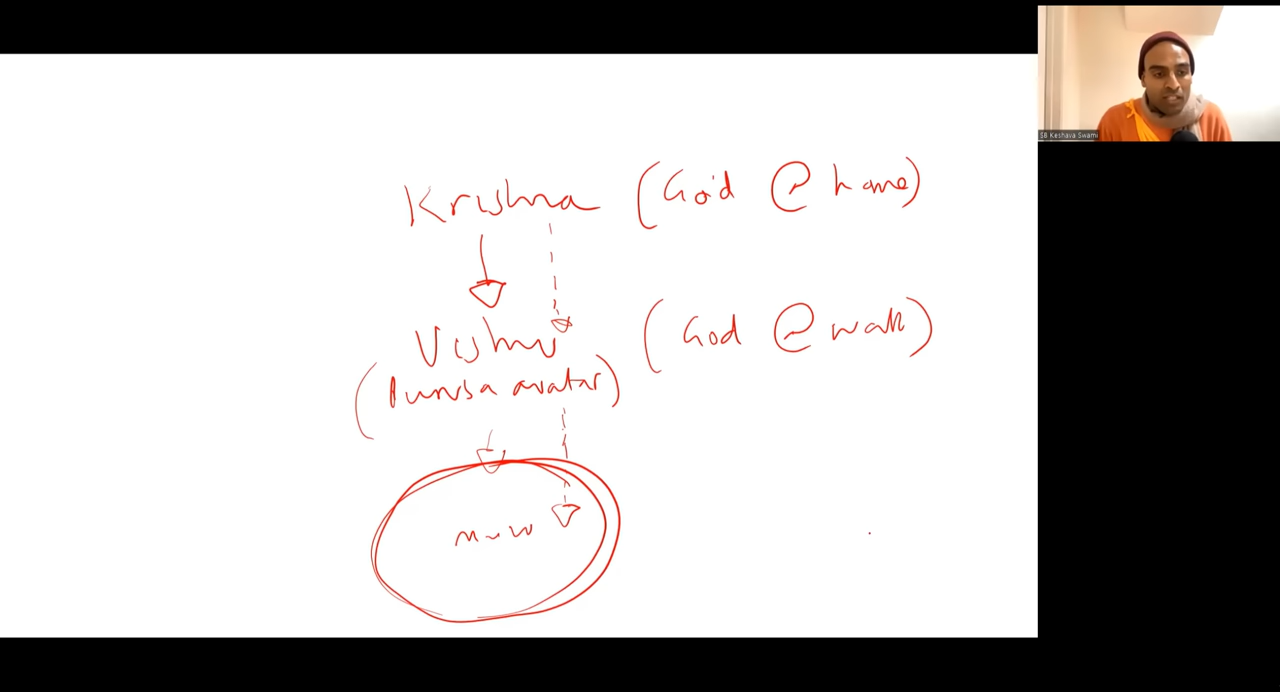 SB Keshava Swami
Krishna (God @ home)
Vishnu (God @ work)
(Purusa avatar)